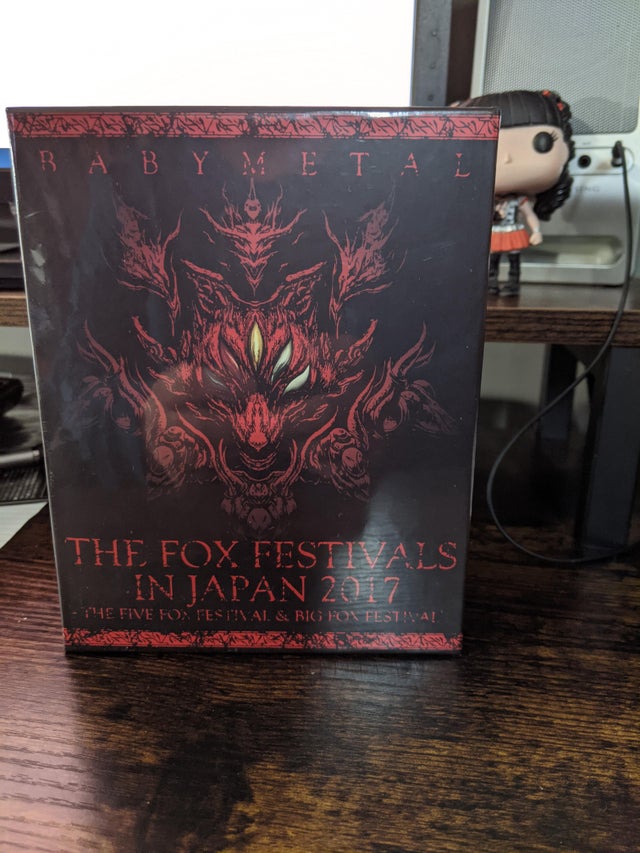 BABYMETAL
THE FOX FESTIVALS
IN JAPAN 2017
- THE FIVE FOX FESTIVAL & BIG FOX FESTIVAL -